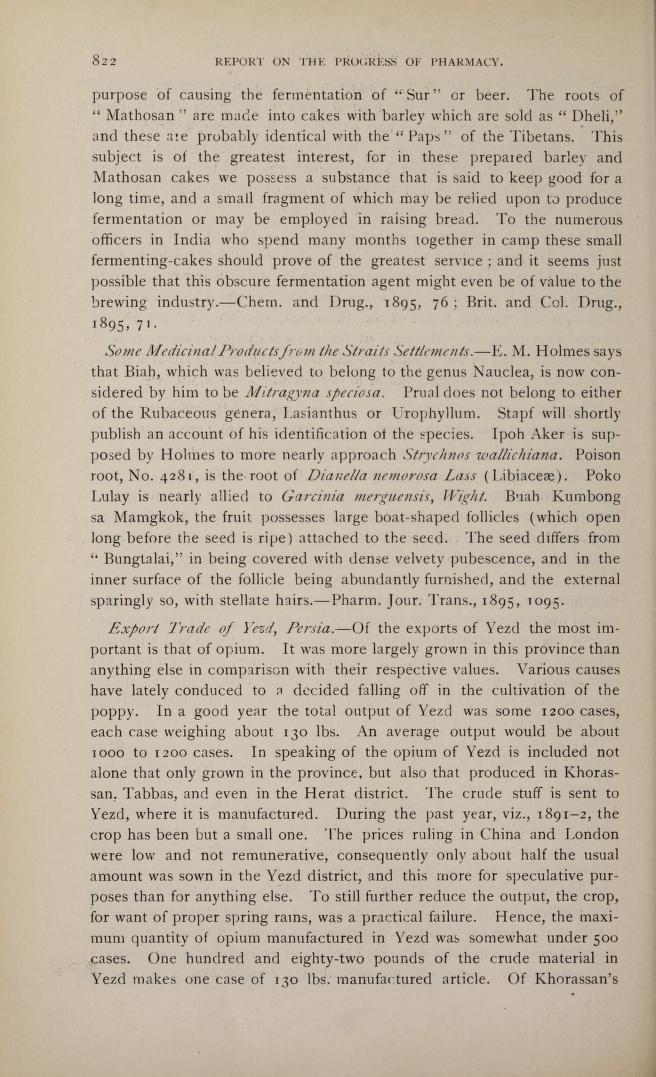 822 REPORT ON THE PROGRESS OF PHARMACY.
purpose of causing the fermentation of “Sur” or beer. The roots of
“ Mathosan ” are made into cakes with barley which are sold as “ Dheli,”
and these are probably identical with the “ Paps ” of the Tibetans. This
subject is of the greatest interest, for in these prepared barley and
Mathosan cakes we possess a substance that is said to keep good for a
long time, and a small fragment of which may be relied upon to produce
fermentation or may be employed in raising bread. To the numerous
officers in India who spend many months together in camp these small
fermenting-cakes should prove of the greatest service ; and it seems just
possible that this obscure fermentation agent might even be of value to the
brewing industry.—Chem. and Drug., 1895, 76 ; Brit. and Col. Drug.,
1895, 71.
Some Medicinal Products from the Straits Settlements.—E. M. Holmes says
that Biah, which was believed to belong to the genus Nauclea, is now con-
sidered by him to be Mitragyna speciosa. Prual does not belong to either
of the Rubaceous genera, Lasianthus or Urophyllum. Stapf will shortly
publish an account of his identification of the species. Ipoh Aker is sup-
posed by Holmes to more nearly approach Strychnos wallichiana. Poison
root, No. 4281, is the root of Dianella nemorosa Lass (Libiaceæ). Poko
Lulay is nearly allied to Garcinia merguensis, Wight. Buah Kumbong
sa Mamgkok, the fruit possesses large boat-shaped follicles (which open
long before the seed is ripe) attached to the seed. The seed differs from
“ Bungtalai,” in being covered with dense velvety pubescence, and in the
inner surface of the follicle being abundantly furnished, and the external
sparingly so, with stellate hairs.—Pharm. Jour. Trans., 1895, 1095.
Export Trade of Yezd, Persia.—Of the exports of Yezd the most im-
portant is that of opium. It was more largely grown in this province than
anything else in comparison with their respective values. Various causes
have lately conduced to a decided falling off in the cultivation of the
poppy. In a good year the total output of Yezd was some 1200 cases,
each case weighing about 130 lbs. An average output would be about
1000 to 1200 cases. In speaking of the opium of Yezd is included not
alone that only grown in the province, but also that produced in Khoras-
san, Tabbas, and even in the Herat district. The crude stuff is sent to
Yezd, where it is manufactured. During the past year, viz., 1891–2, the
crop has been but a small one. The prices ruling in China and London
were low and not remunerative, consequently only about half the usual
amount was sown in the Yezd district, and this more for speculative pur-
poses than for anything else. To still further reduce the output, the crop,
for want of proper spring rains, was a practical failure. Hence, the maxi-
mum quantity of opium manufactured in Yezd was somewhat under 500
cases. One hundred and eighty-two pounds of the crude material in
Yezd makes one case of 130 lbs. manufactured article. Of Khorassan’s